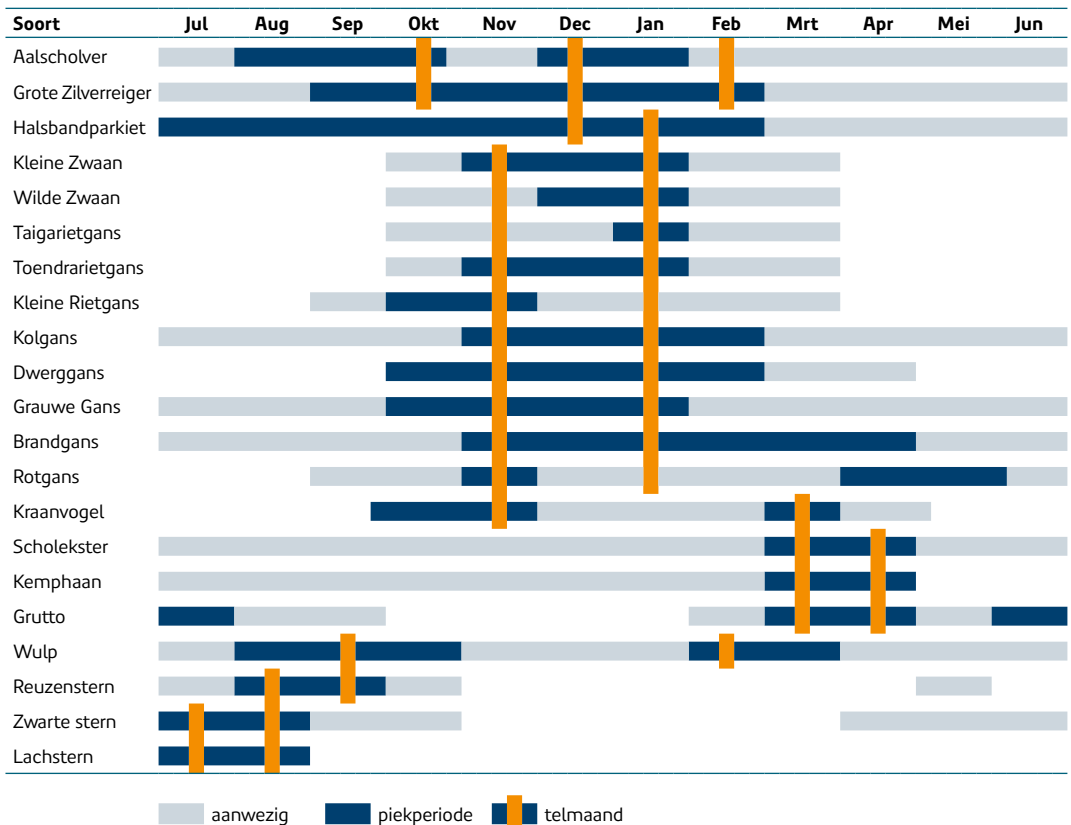 Soort Jul Aug Sep Okt Nov Dec Jan Feb Mrt Apr Mei Jun
Aalscholver
Grote Zilverreiger
Halsbandparkiet
Kleine Zwaan
Wilde Zwaan
Taigarietgans
Toendrarietgans
Kleine Rietgans
Kolgans
Dwerggans
Grauwe Gans
Brandgans
Rotgans
Kraanvogel
Scholekster
Kemphaan
Grutto
Wulp
Reuzenstern
Zwarte stern
Lachstern
aanwezig piekperiode telmaand